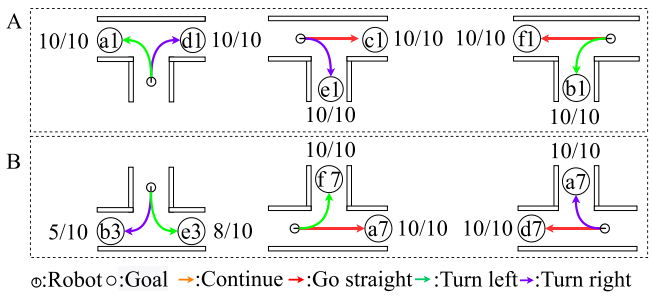 A
10/10 a1 d1 10/10 c1 10/10 10/10 f1
e1 b1
10/10 10/10
B
10/10 10/10
f 7 a7
5/10 b3 e3 8/10 a7 10/10 10/10 d7
:Robot :Goal :Continue :Go straight :Turn left :Turn right